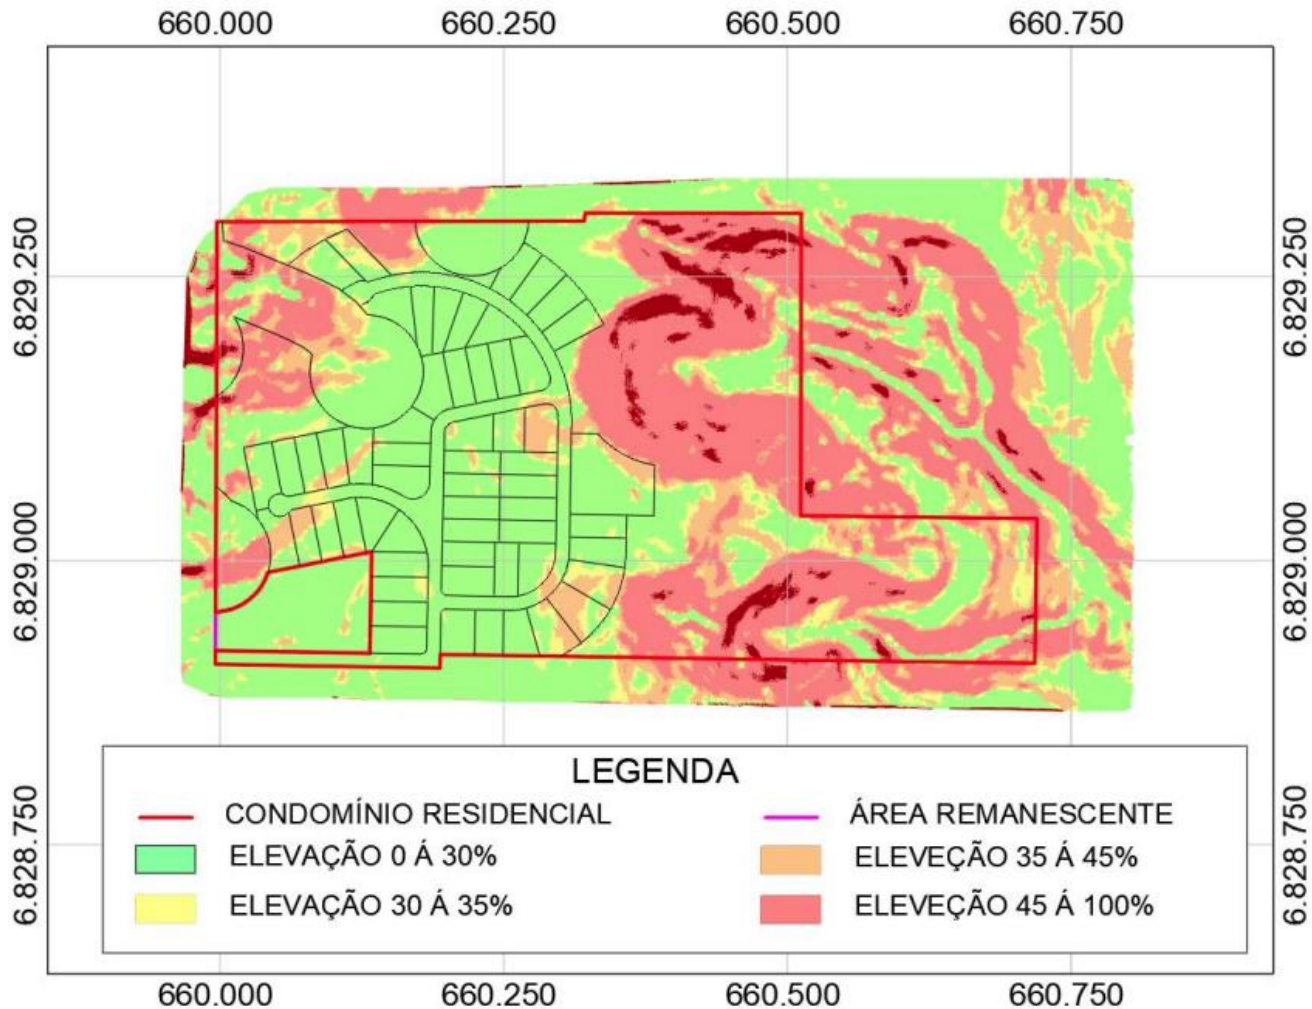 660.000 660.250 660.500 660.750
6.829.250 6.829.250
6.829.000 6.829.000
6.828.750 6.828.750
LEGENDA
CONDOMÍNIO RESIDENCIAL ÁREA REMANESCENTE
ELEVAÇÃO 0 Á 30% ELEVEÇÃO 35 Á 45%
ELEVAÇÃO 30 Á 35% ELEVEÇÃO 45 Á 100%
660.000 660.250 660.500 660.750